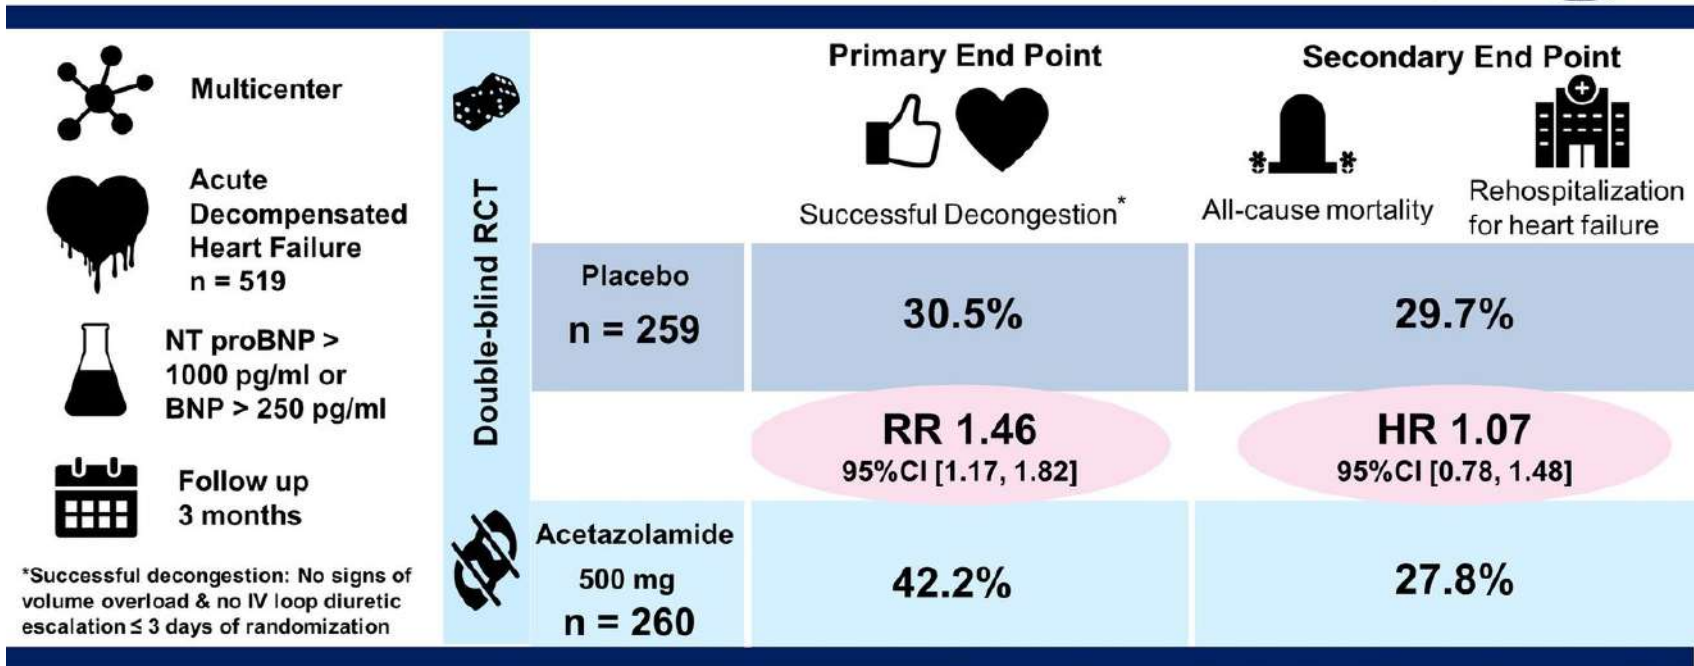 Multicenter
Acute
Decompensated
Heart Failure
n = 519
NT proBNP >
1000 pg/ml or
BNP > 250 pg/ml
Follow up
3 months
*Successful decongestion: No signs of
volume overload & no IV loop diuretic
escalation ≤ 3 days of randomization
Double-blind RCT
Primary End Point
Successful Decongestion*
Secondary End Point
All-cause mortality
Rehospitalization
for heart failure
Placebo
n = 259
30.5%
29.7%
RR 1.46
95%CI [1.17, 1.82]
HR 1.07
95%CI [0.78, 1.48]
Acetazolamide
500 mg
n = 260
42.2%
27.8%